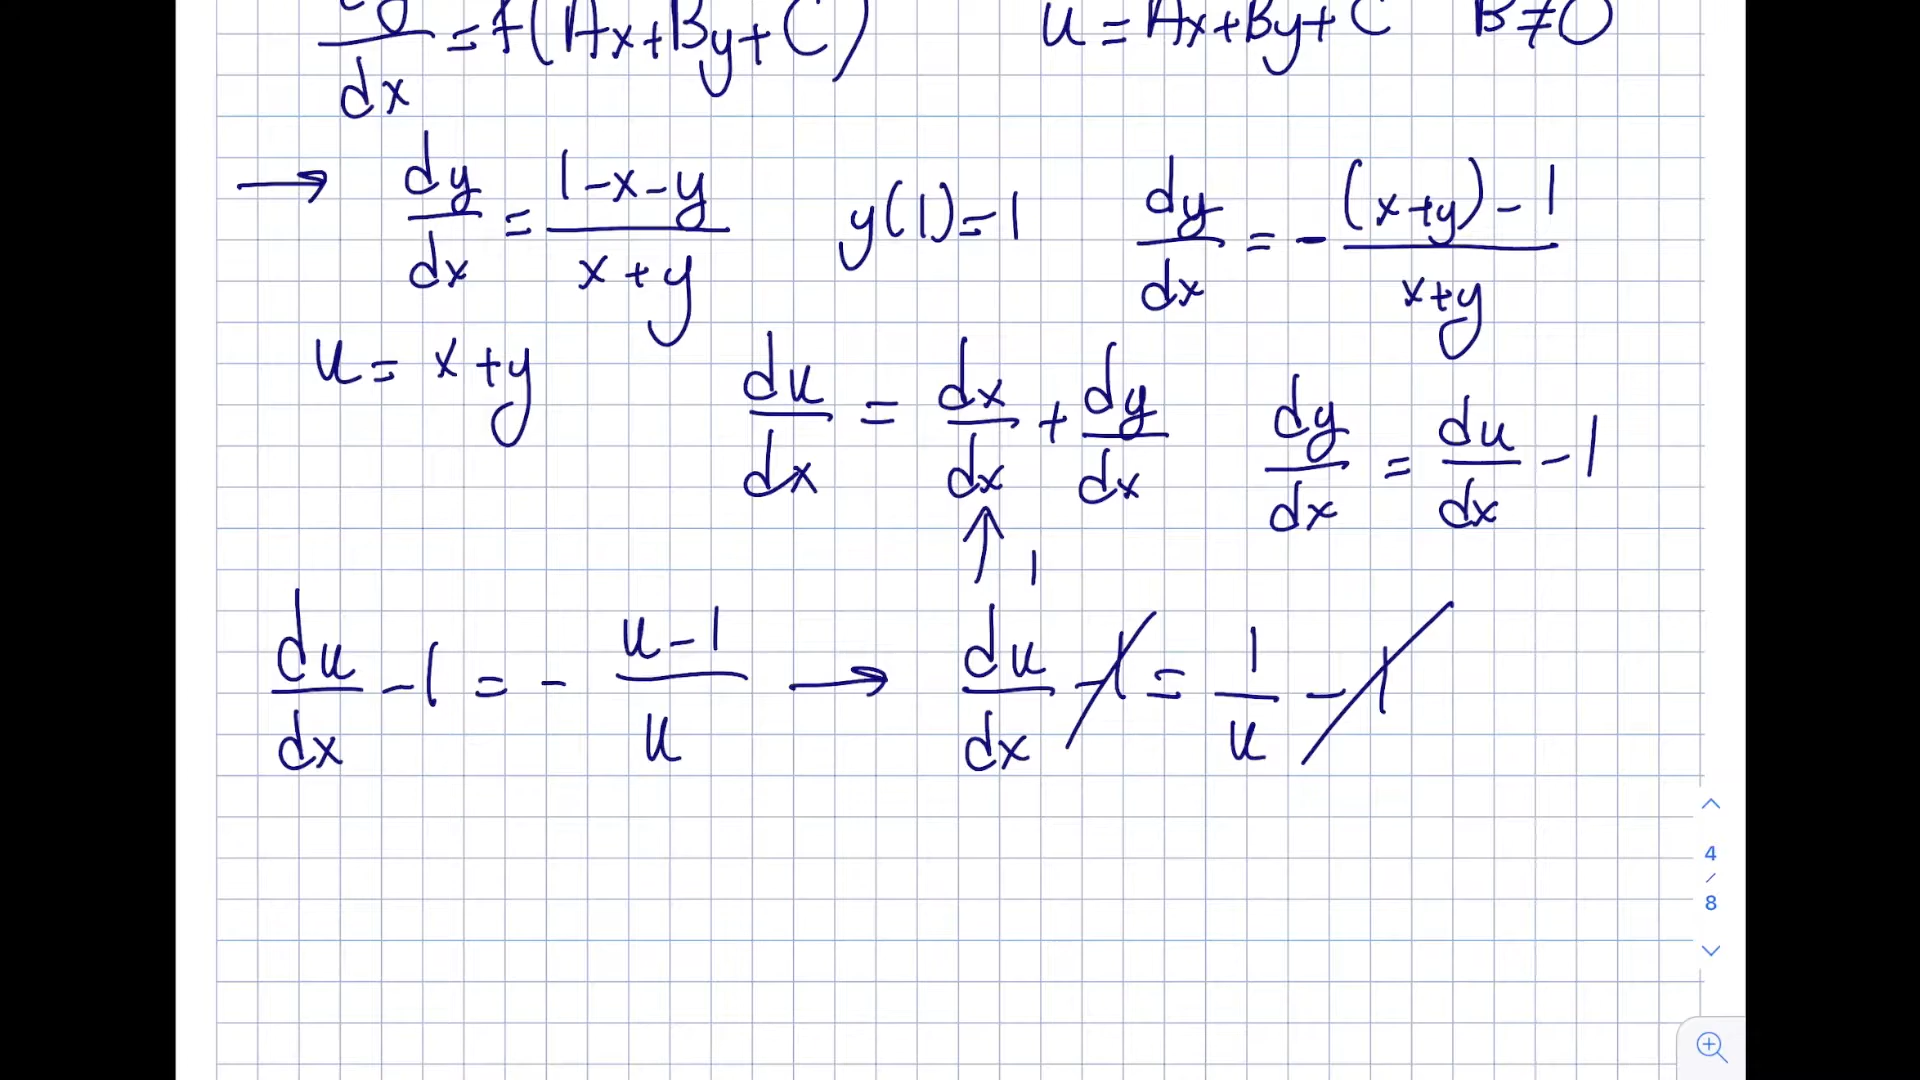 dy/dx = f(Ax+By+C) u = Ax+By+C B≠0
→ dy/dx = (1-x-y)/(x+y) y(1)=1 dy/dx = - ((x+y)-1)/(x+y)
u = x+y du/dx = dx/dx + dy/dx dy/dx = du/dx - 1
↑ 1
du/dx - 1 = - (u-1)/u → du/dx - 1 = 1/u - 1
4
/
8